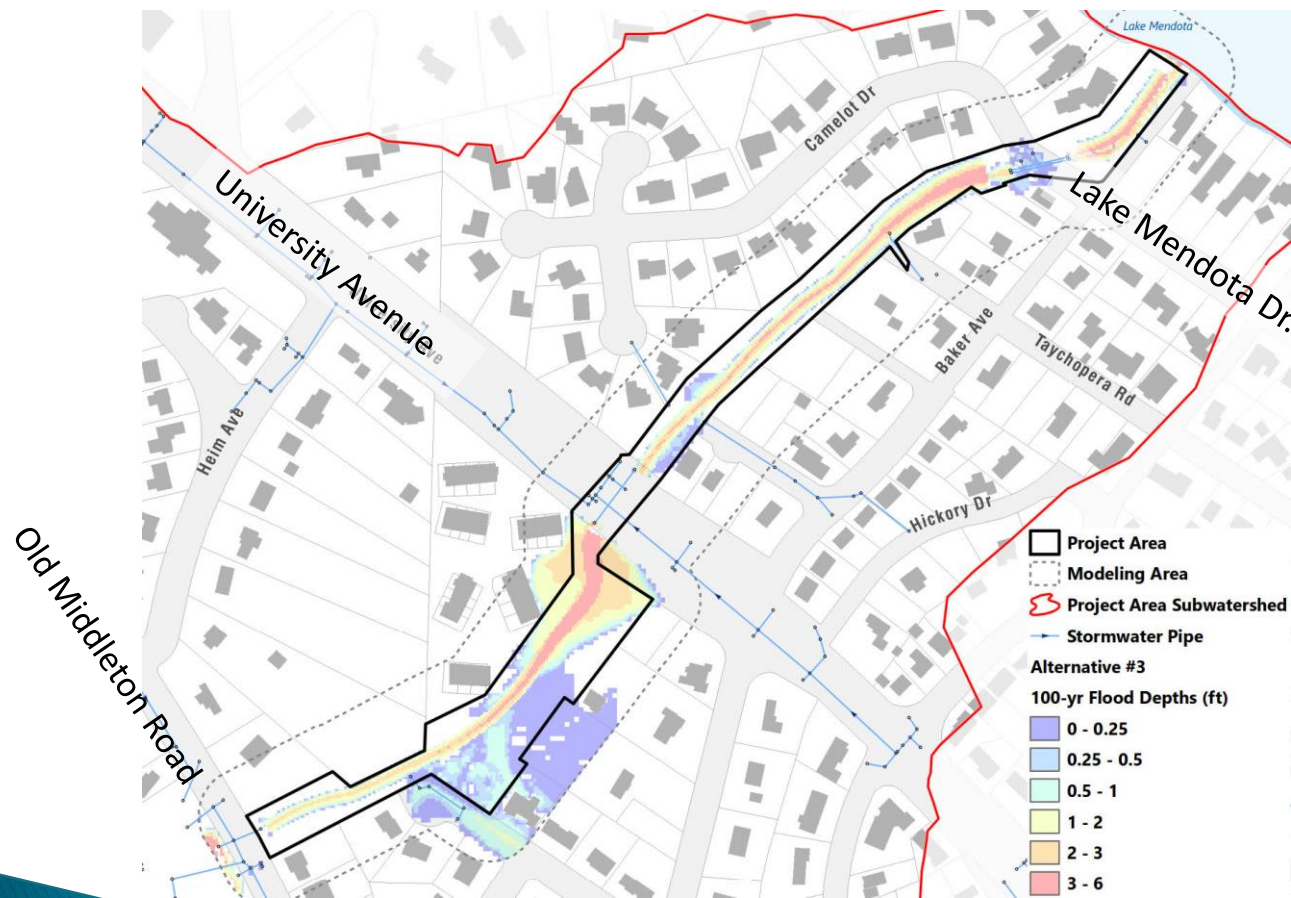 Lake Mendota
Camelot Dr
University Avenue
Lake Mendota Dr.
Baker Ave
Taychopera Rd
Heim Ave
Hickory Dr
Old Middleton Road
Project Area
Modeling Area
Project Area Subwatershed
Stormwater Pipe
Alternative #3
100-yr Flood Depths (ft)
0 - 0.25
0.25 - 0.5
0.5 - 1
1 - 2
2 - 3
3 - 6